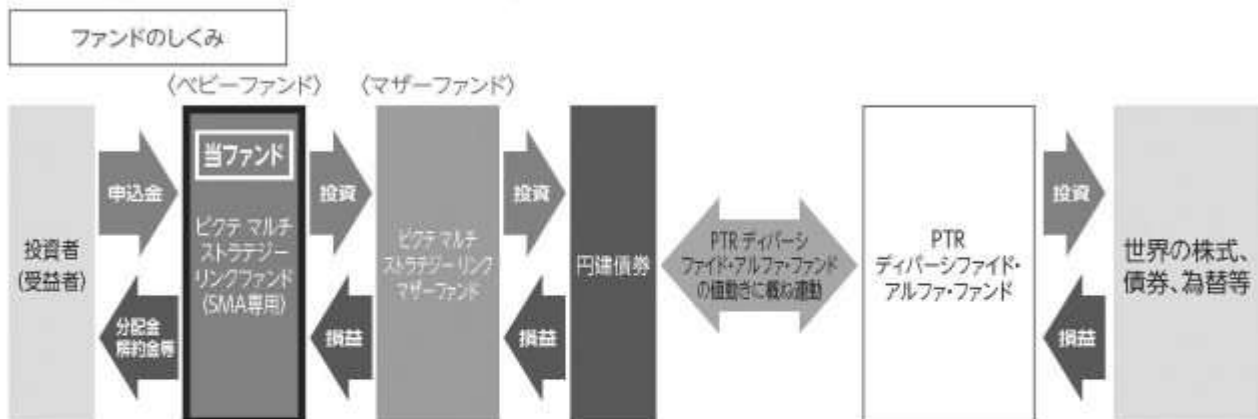 ファンドのしくみ
〈ベビーファンド〉
〈マザーファンド〉
投資者
(受益者)
申込金
分配金
解約金等
当ファンド
ピクテ マルチ
ストラテジー
リンクファンド
(SMA専用)
投資
損益
ピクテ マルチ
ストラテジー リンク
マザーファンド
投資
損益
円建債券
PTR ディバーシ
ファイド・アルファ・ファンド
の値動きに概ね連動
PTR
ディバーシファイド・
アルファ・ファンド
投資
損益
世界の株式、
債券、為替等